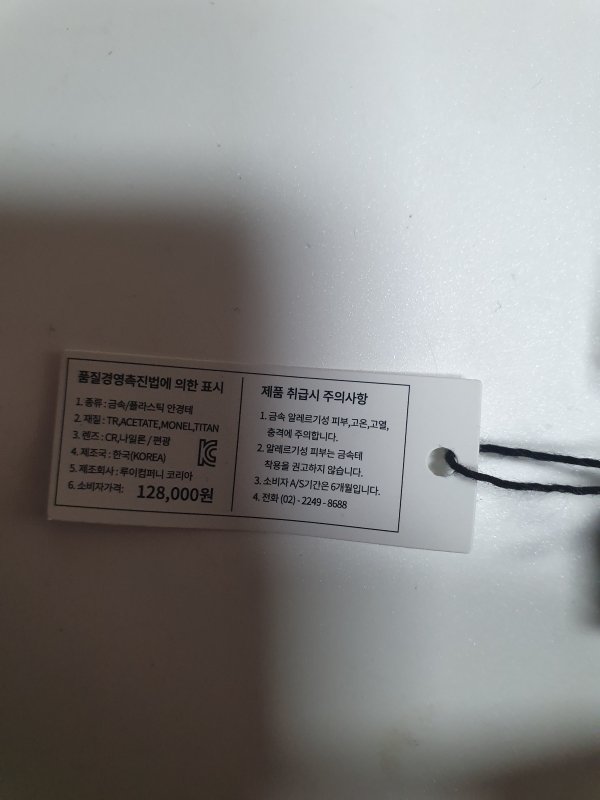 품질경영촉진법에 의한 표시
1. 종류 : 금속/플라스틱 안경테
2. 재질 : TR,ACETATE,MONEL,TITAN
3. 렌즈 : CR,나일론 / 편광
4. 제조국 : 한국(KOREA)
5. 제조회사 : 루이컴퍼니 코리아
6. 소비자가격: 128,000원
제품 취급시 주의사항
1. 금속 알레르기성 피부,고온,고열,
충격에 주의합니다.
2. 알레르기성 피부는 금속테
착용을 권고하지 않습니다.
3. 소비자 A/S기간은 6개월입니다.
4. 전화 (02) - 2249 - 8688